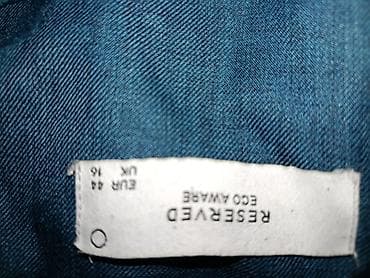 RESERVED
ECO AWARE
EUR 44
UK 16